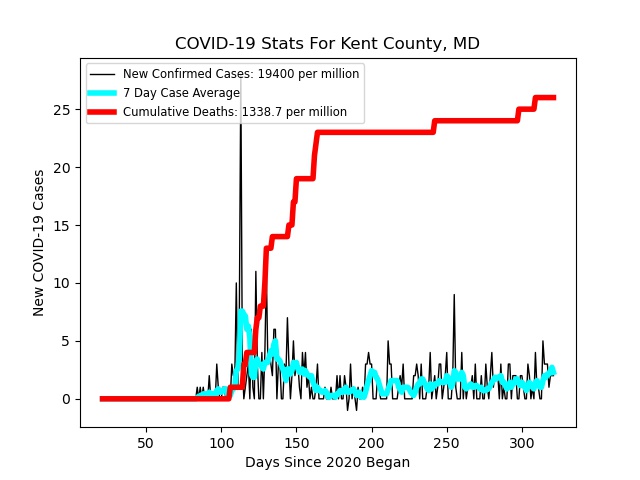 COVID-19 Stats For Kent County, MD
New Confirmed Cases: 19400 per million
7 Day Case Average
Cumulative Deaths: 1338.7 per million
New COVID-19 Cases
25
20
15
10
5
0
50
100
150
200
250
300
Days Since 2020 Began